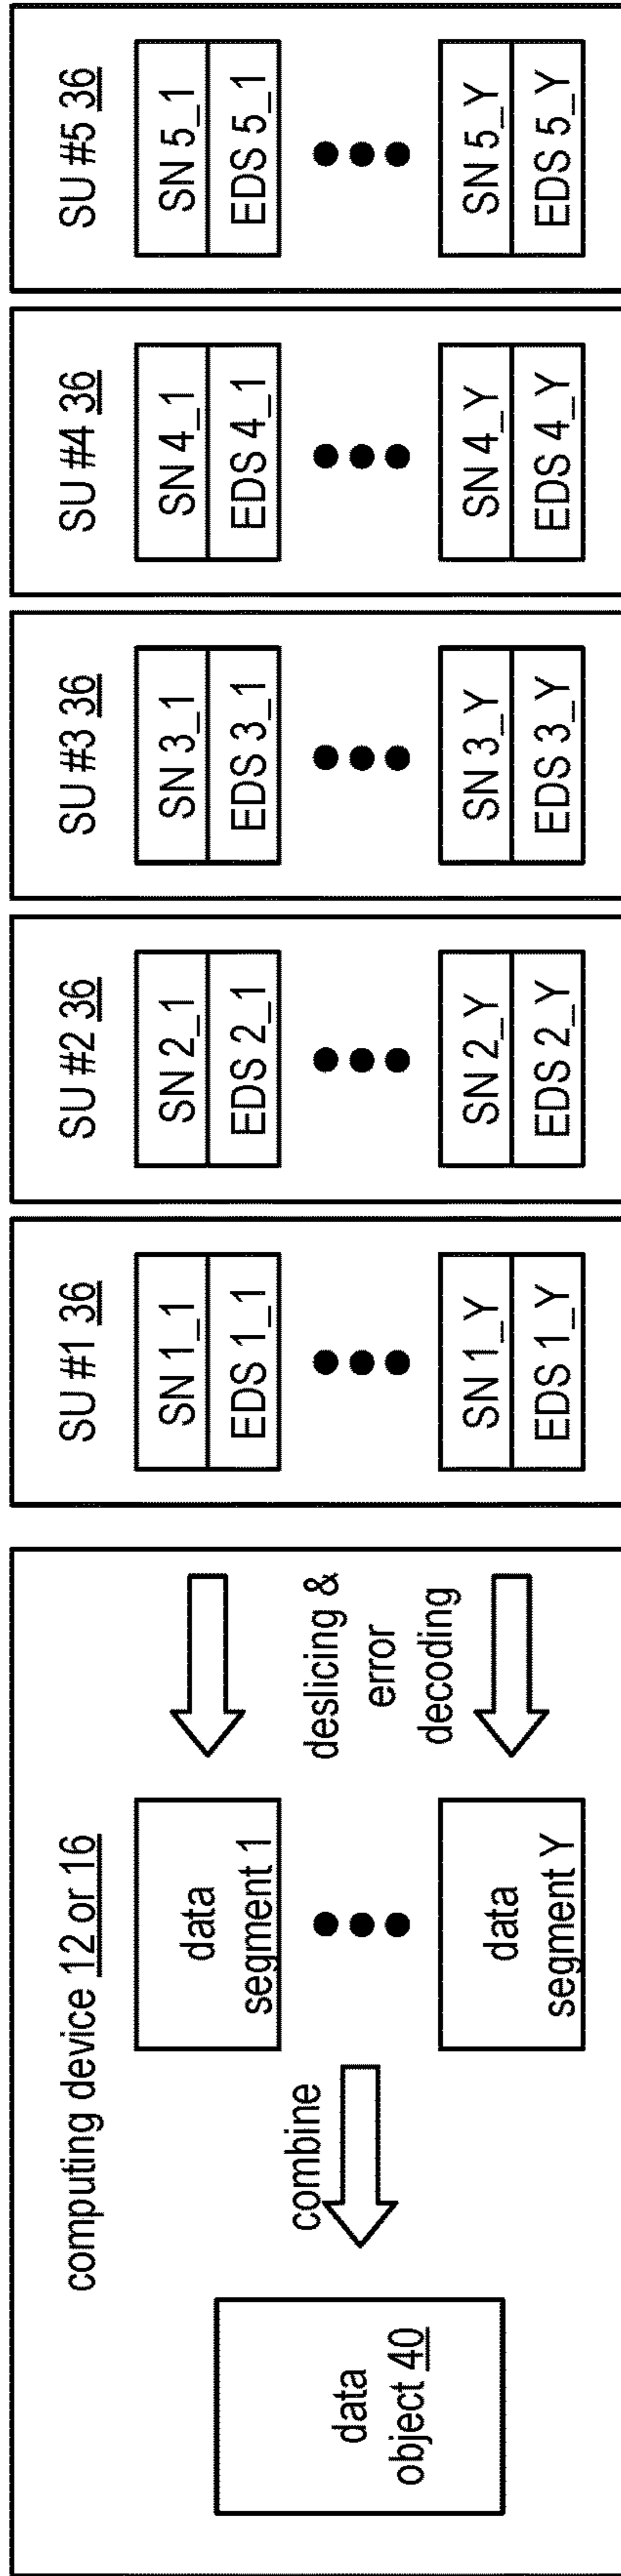 computing device 12 or 16
data
object 40
combine
data
segment 1
data
segment Y
deslicing &
error
decoding
SU #1 36
SN 1_1
EDS 1_1
SN 1_Y
EDS 1_Y
SU #2 36
SN 2_1
EDS 2_1
SN 2_Y
EDS 2_Y
SU #3 36
SN 3_1
EDS 3_1
SN 3_Y
EDS 3_Y
SU #4 36
SN 4_1
EDS 4_1
SN 4_Y
EDS 4_Y
SU #5 36
SN 5_1
EDS 5_1
SN 5_Y
EDS 5_Y